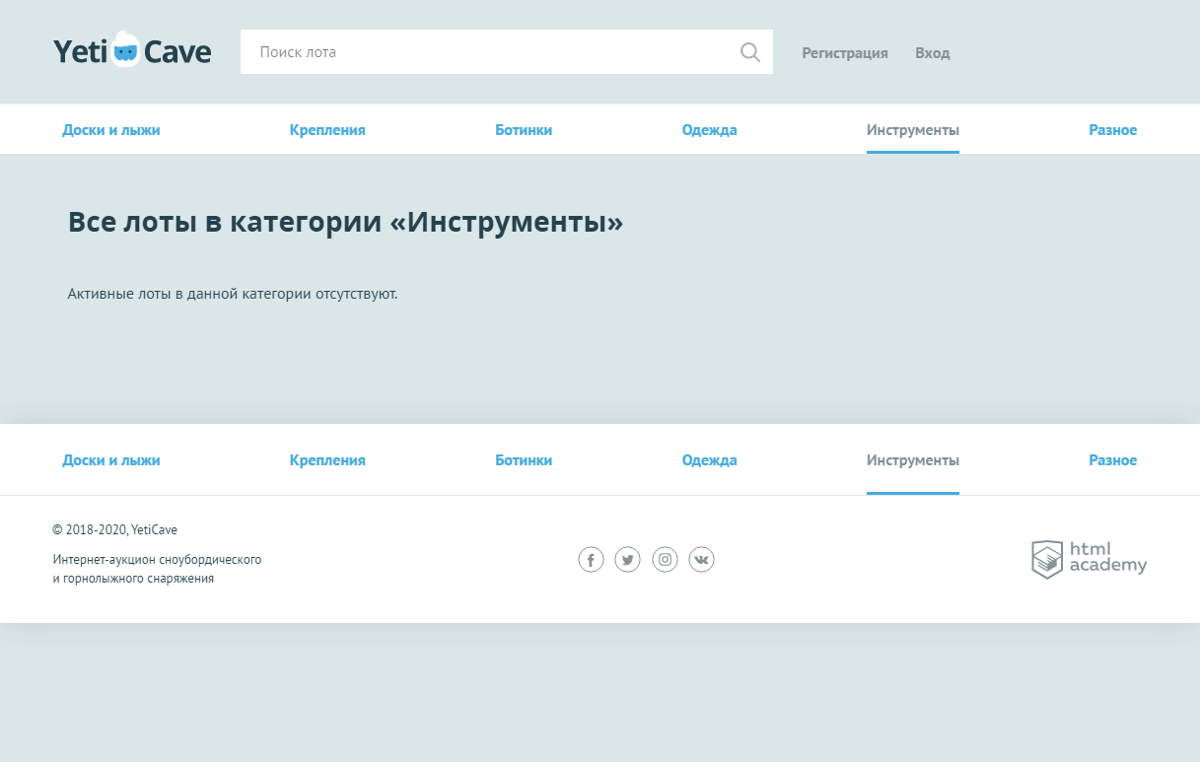 Yeti Cave
Поиск лота
Регистрация Вход
Доски и лыжи Крепления Ботинки Одежда Инструменты Разное
Все лоты в категории «Инструменты»
Активные лоты в данной категории отсутствуют.
Доски и лыжи Крепления Ботинки Одежда Инструменты Разное
© 2018-2020, YetiCave
Интернет-аукцион сноубордического
и горнолыжного снаряжения
html
academy